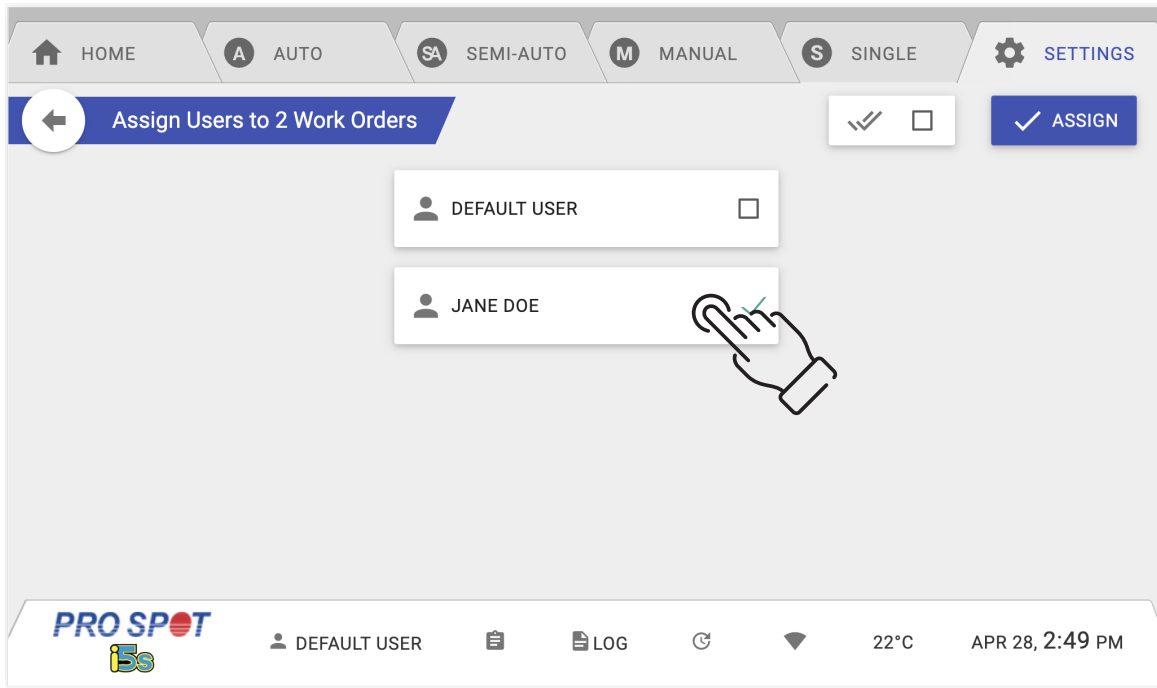 HOME
A AUTO
SA SEMI-AUTO
M MANUAL
S SINGLE
SETTINGS
Assign Users to 2 Work Orders
ASSIGN
DEFAULT USER
JANE DOE
PRO SPOT
i5s
DEFAULT USER
LOG
22°C
APR 28, 2:49 PM